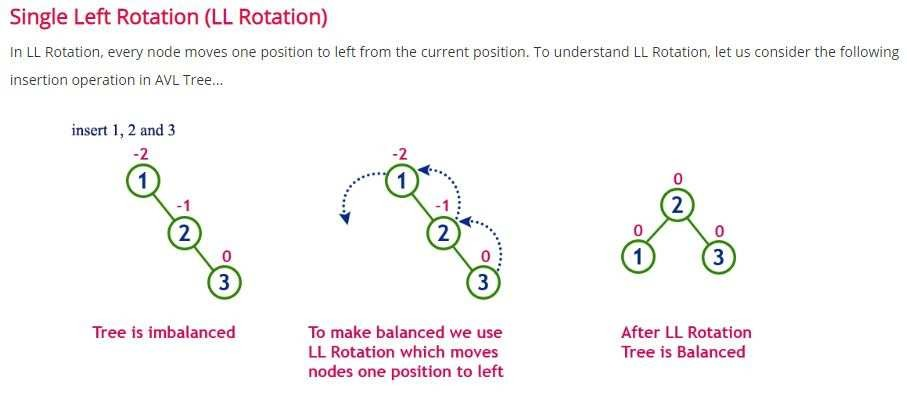 Single Left Rotation (LL Rotation)
In LL Rotation, every node moves one position to left from the current position. To understand LL Rotation, let us consider the following
insertion operation in AVL Tree...
insert 1, 2 and 3
-2
1
-1
2
0
3
Tree is imbalanced
-2
1
-1
2
0
3
To make balanced we use
LL Rotation which moves
nodes one position to left
0
2
0
1
0
3
After LL Rotation
Tree is Balanced